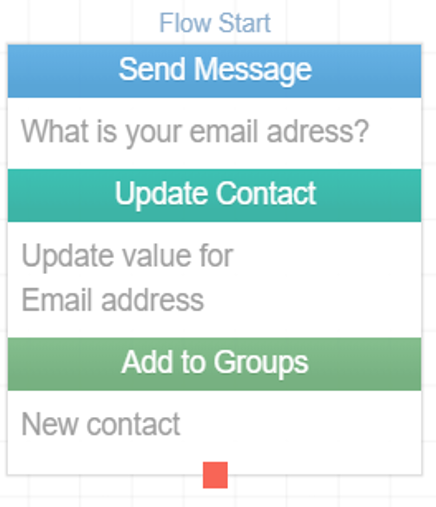 Flow Start
Send Message
What is your email adress?
Update Contact
Update value for
Email address
Add to Groups
New contact